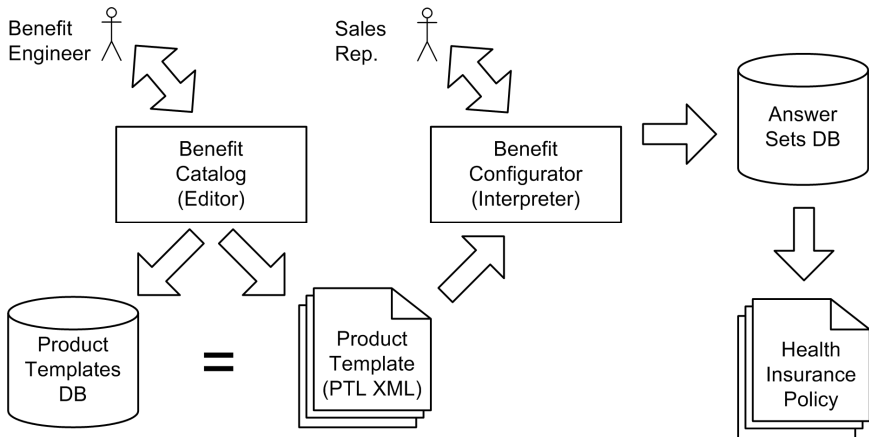 Benefit
Engineer
Sales
Rep.
Benefit
Catalog
(Editor)
Benefit
Configurator
(Interpreter)
Answer
Sets DB
Product
Templates
DB
=
Product
Template
(PTL XML)
Health
Insurance
Policy